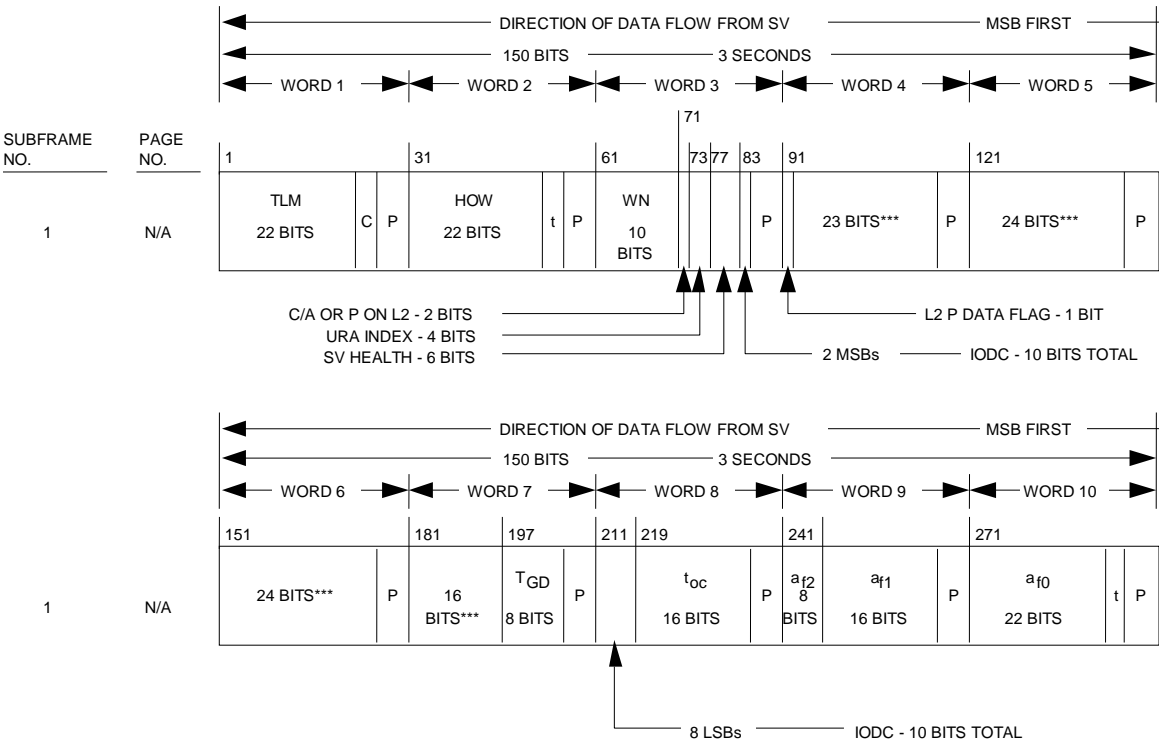 DIRECTION OF DATA FLOW FROM SV MSB FIRST
150 BITS 3 SECONDS
WORD 1 WORD 2 WORD 3 WORD 4 WORD 5
SUBFRAME NO. PAGE NO.
1 31 61 71 73 77 83 91 121
1 N/A
TLM 22 BITS C P HOW 22 BITS t P WN 10 BITS P 23 BITS*** P 24 BITS*** P
C/A OR P ON L2 - 2 BITS
URA INDEX - 4 BITS
SV HEALTH - 6 BITS
L2 P DATA FLAG - 1 BIT
2 MSBs IODC - 10 BITS TOTAL
DIRECTION OF DATA FLOW FROM SV MSB FIRST
150 BITS 3 SECONDS
WORD 6 WORD 7 WORD 8 WORD 9 WORD 10
151 181 197 211 219 241 271
1 N/A
24 BITS*** P 16 BITS*** TGD 8 BITS P toc 16 BITS P af2 8 BITS af1 16 BITS P af0 22 BITS t P
8 LSBs IODC - 10 BITS TOTAL